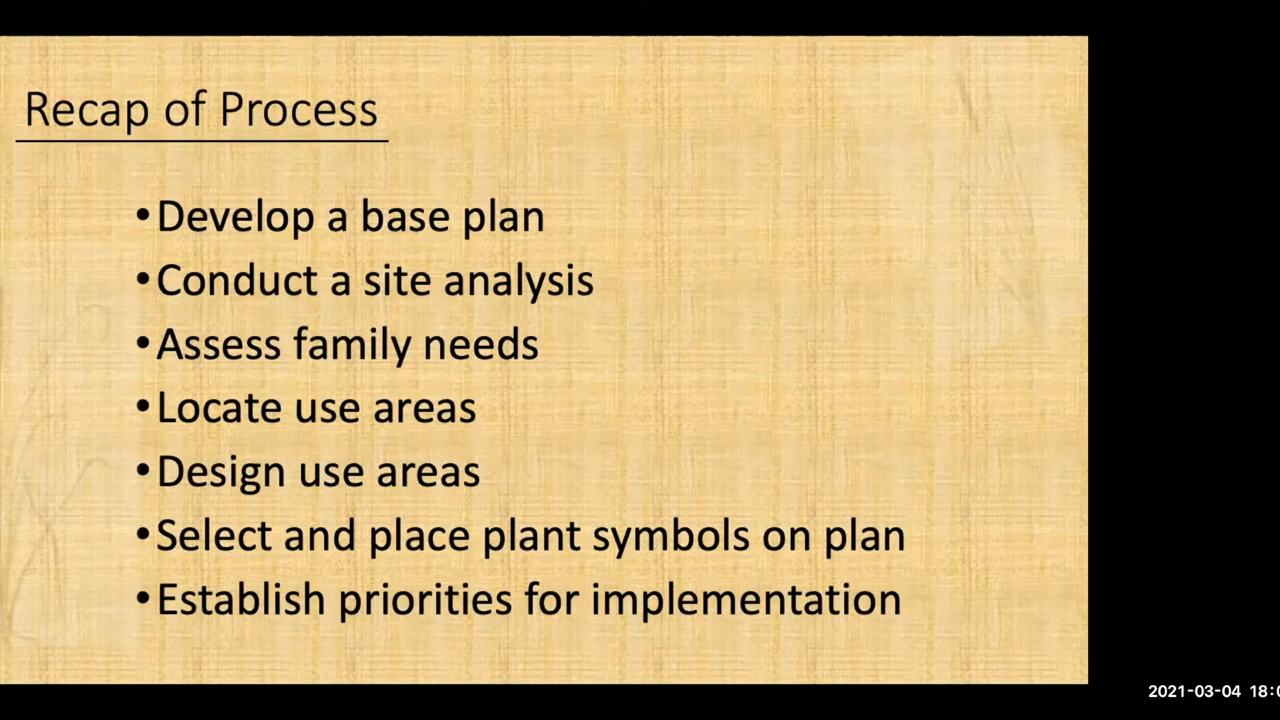 Recap of Process
•Develop a base plan
•Conduct a site analysis
•Assess family needs
•Locate use areas
•Design use areas
•Select and place plant symbols on plan
•Establish priorities for implementation
2021-03-04 18:0